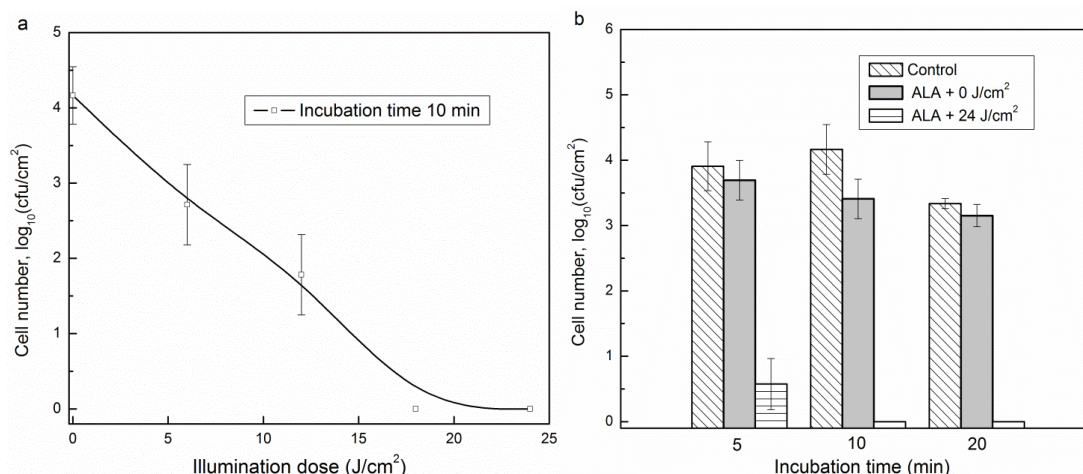 a
5
4
3
2
1
0
Cell number, log₁₀(cfu/cm²)
Incubation time 10 min
0 5 10 15 20 25
Illumination dose (J/cm²)
b
6
5
4
3
2
1
0
Cell number, log₁₀(cfu/cm²)
Control
ALA + 0 J/cm²
ALA + 24 J/cm²
5 10 20
Incubation time (min)